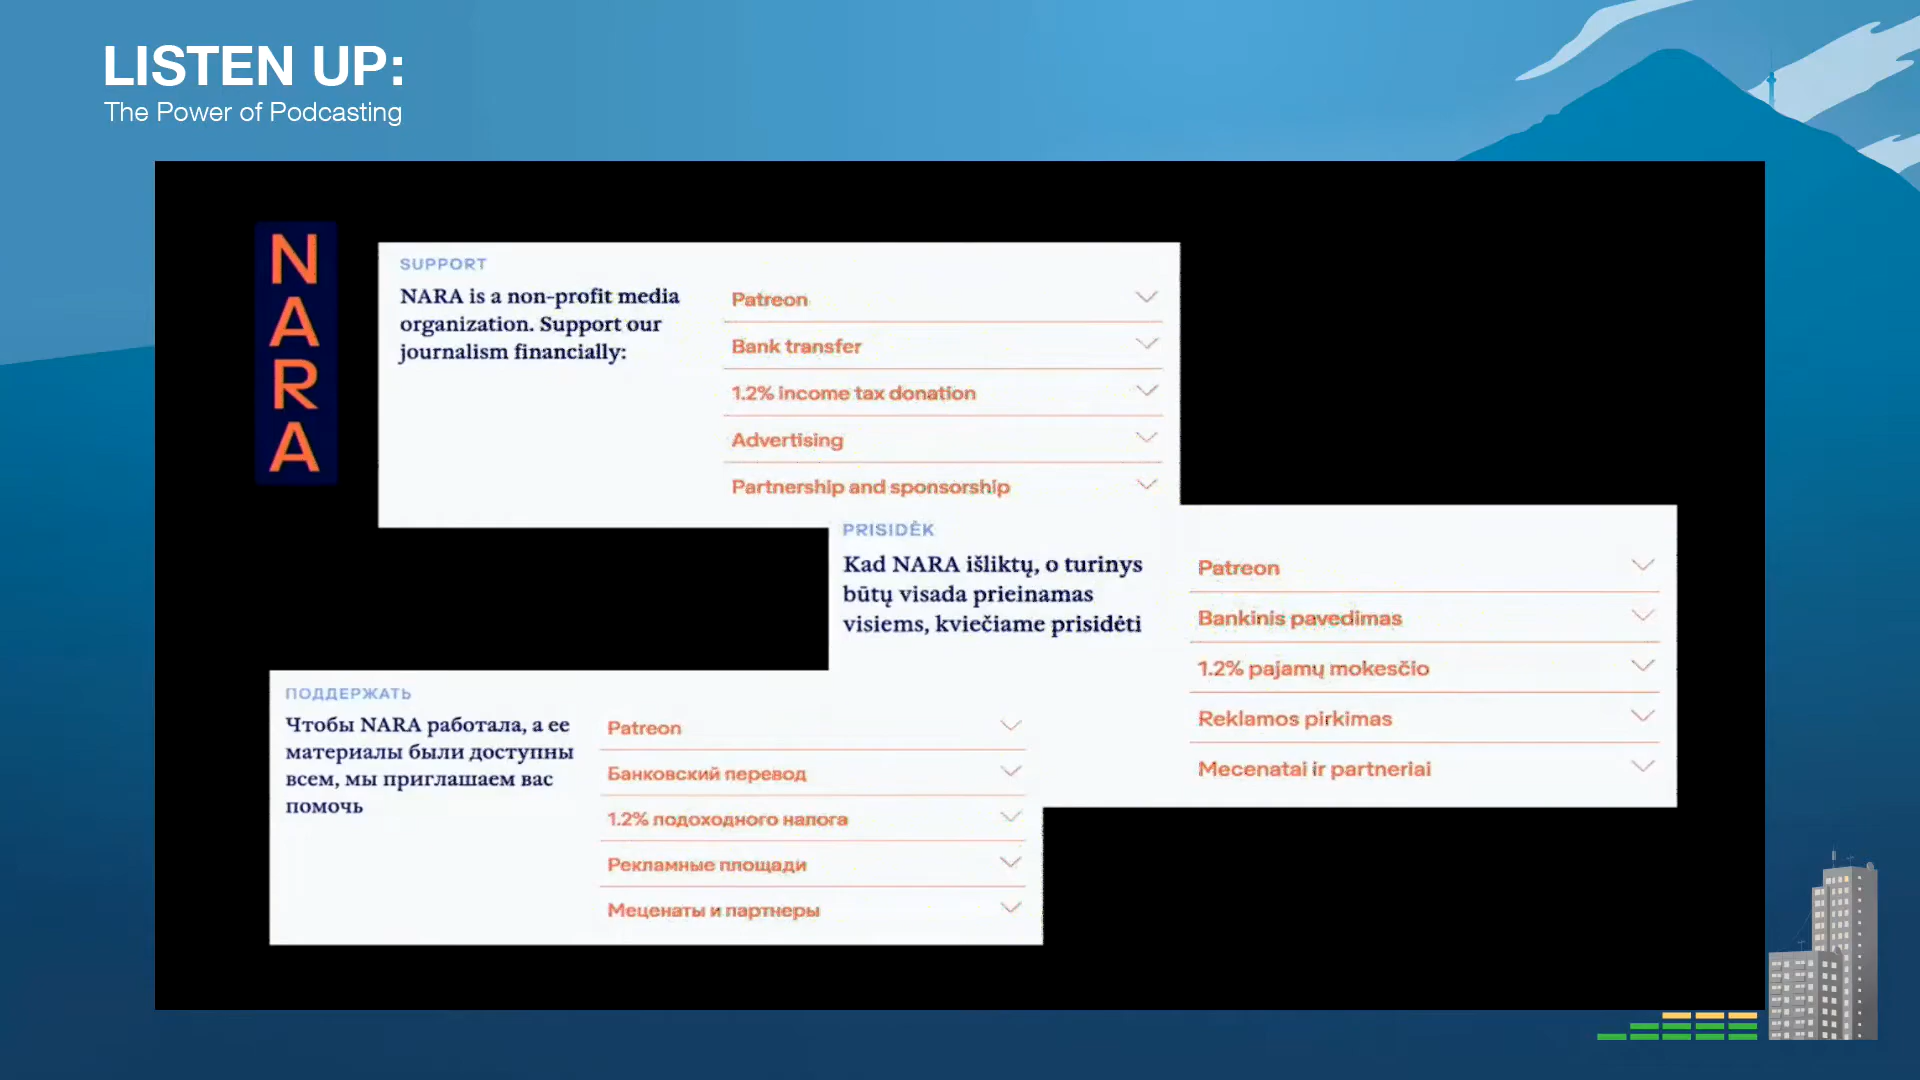 LISTEN UP:
The Power of Podcasting
NARA
SUPPORT
NARA is a non-profit media
organization. Support our
journalism financially:
Patreon
Bank transfer
1.2% income tax donation
Advertising
Partnership and sponsorship
PRISIDĖK
Kad NARA išliktų, o turinys
būtų visada prieinamas
visiems, kviečiame prisidėti
Patreon
Bankinis pavedimas
1.2% pajamų mokesčio
Reklamos pirkimas
Mecenatai ir partneriai
ПОДДЕРЖАТЬ
Чтобы NARA работала, а ее
материалы были доступны
всем, мы приглашаем вас
помочь
Patreon
Банковский перевод
1.2% подоходного налога
Рекламные площади
Меценаты и партнеры